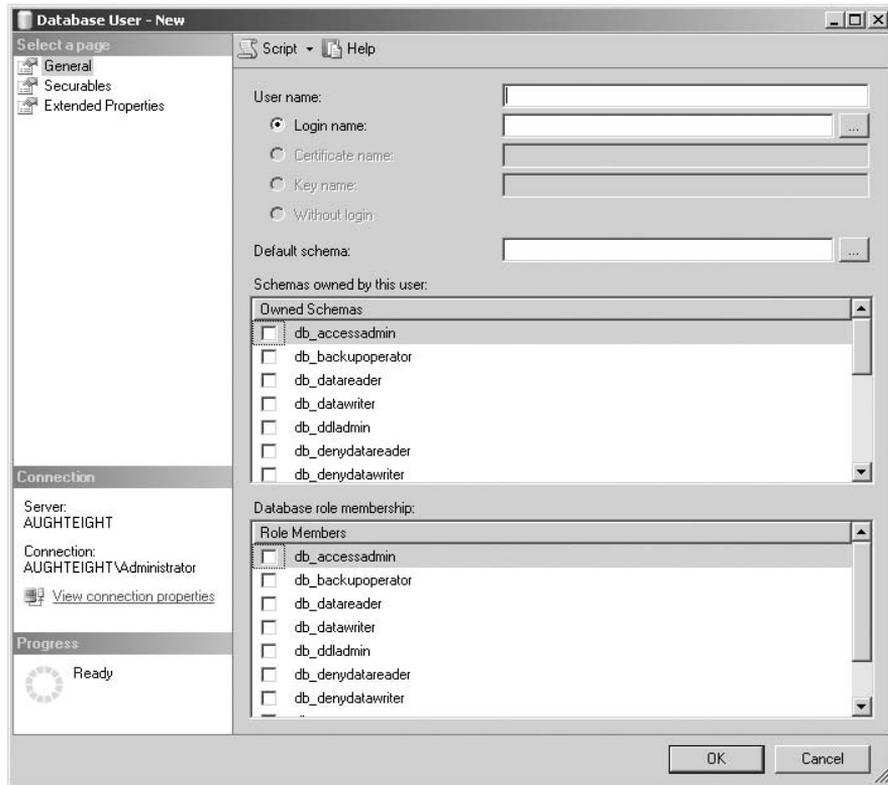 Database User - New
Select a page
General
Securables
Extended Properties
Script
Help
User name:
Login name:
...
Certificate name:
Key name:
Without login
Default schema:
...
Schemas owned by this user:
Owned Schemas
db_accessadmin
db_backupoperator
db_datareader
db_datawriter
db_ddladmin
db_denydatareader
db_denydatawriter
Database role membership:
Role Members
db_accessadmin
db_backupoperator
db_datareader
db_datawriter
db_ddladmin
db_denydatareader
db_denydatawriter
Connection
Server:
AUGHTEIGHT
Connection:
AUGHTEIGHT\Administrator
View connection properties
Progress
Ready
OK
Cancel